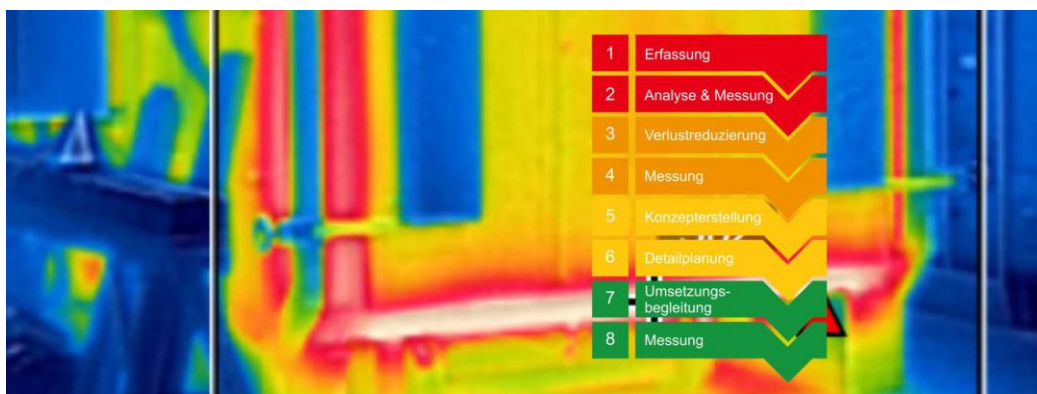 1 Erfassung
2 Analyse & Messung
3 Verlustreduzierung
4 Messung
5 Konzepterstellung
6 Detailplanung
7 Umsetzungs-
begleitung
8 Messung